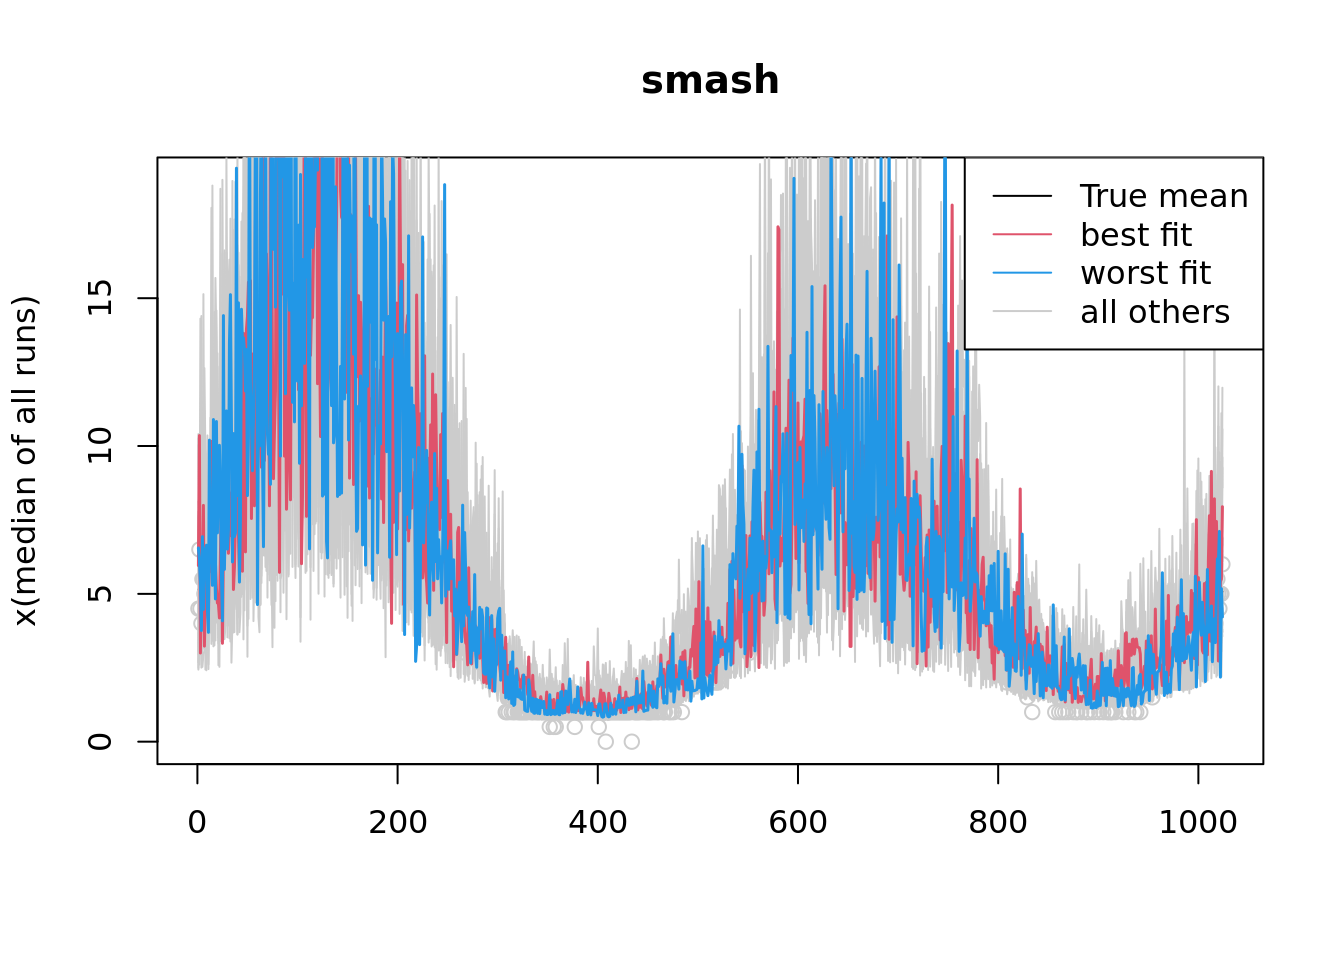 smash
x(median of all runs)
True mean
best fit
worst fit
all others
15
10
5
0
0 200 400 600 800 1000